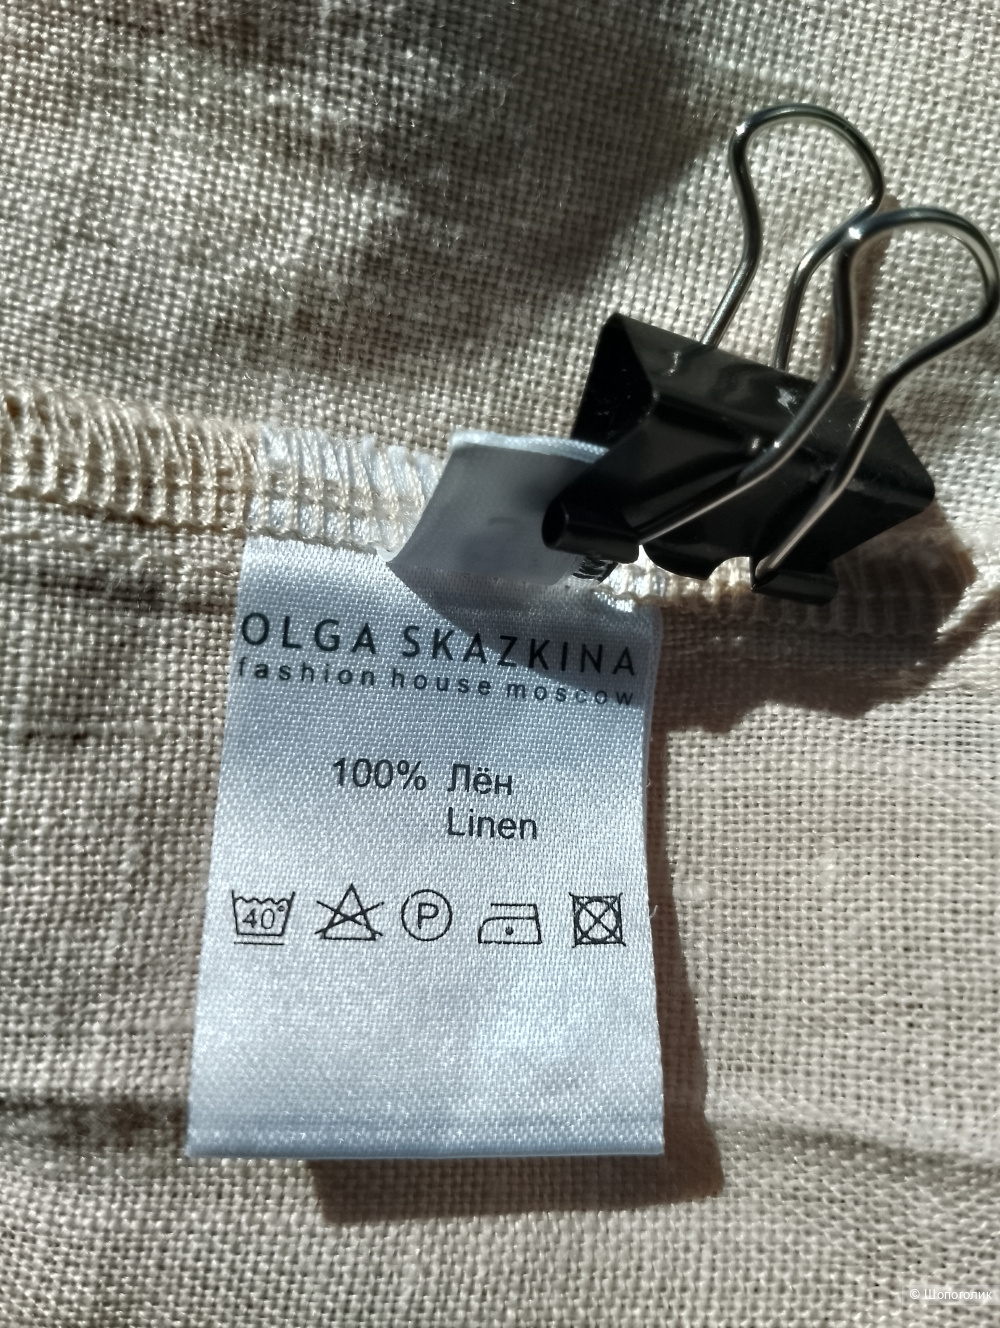 OLGA SKAZKINA
fashion house moscow
100% Лён
Linen
40°
P
© Шопоголик